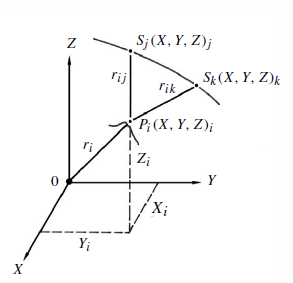 Z
S_j(X, Y, Z)_j
r_ij
S_k(X, Y, Z)_k
r_ik
P_i(X, Y, Z)_i
r_i
Z_i
0
Y
X_i
Y_i
X